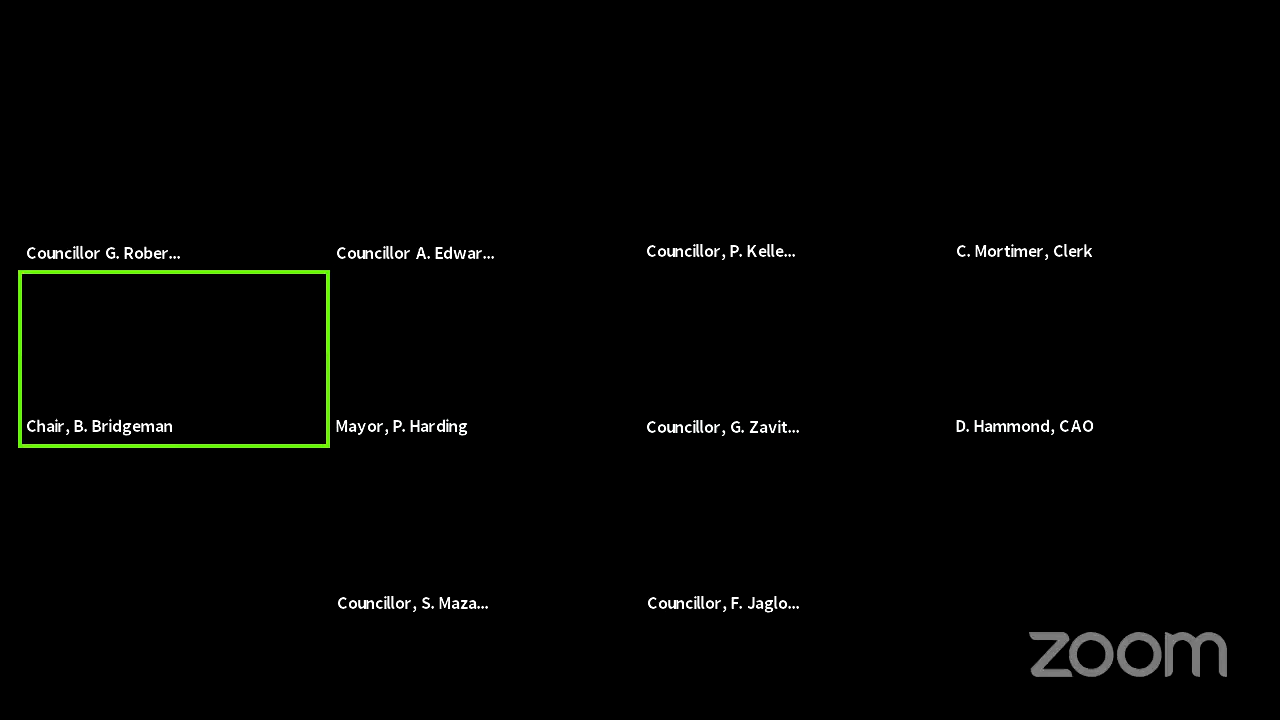 Councillor G. Rober...
Councillor A. Edwar...
Councillor, P. Kelle...
C. Mortimer, Clerk
Chair, B. Bridgeman
Mayor, P. Harding
Councillor, G. Zavit...
D. Hammond, CAO
Councillor, S. Maza...
Councillor, F. Jaglo...
zoom